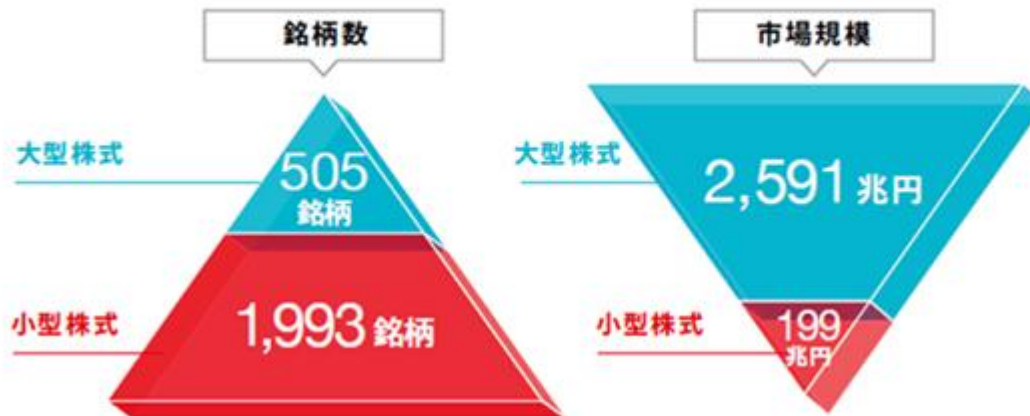 銘柄数
大型株式
505
銘柄
小型株式
1,993 銘柄
市場規模
大型株式
2,591 兆円
小型株式
199
兆円